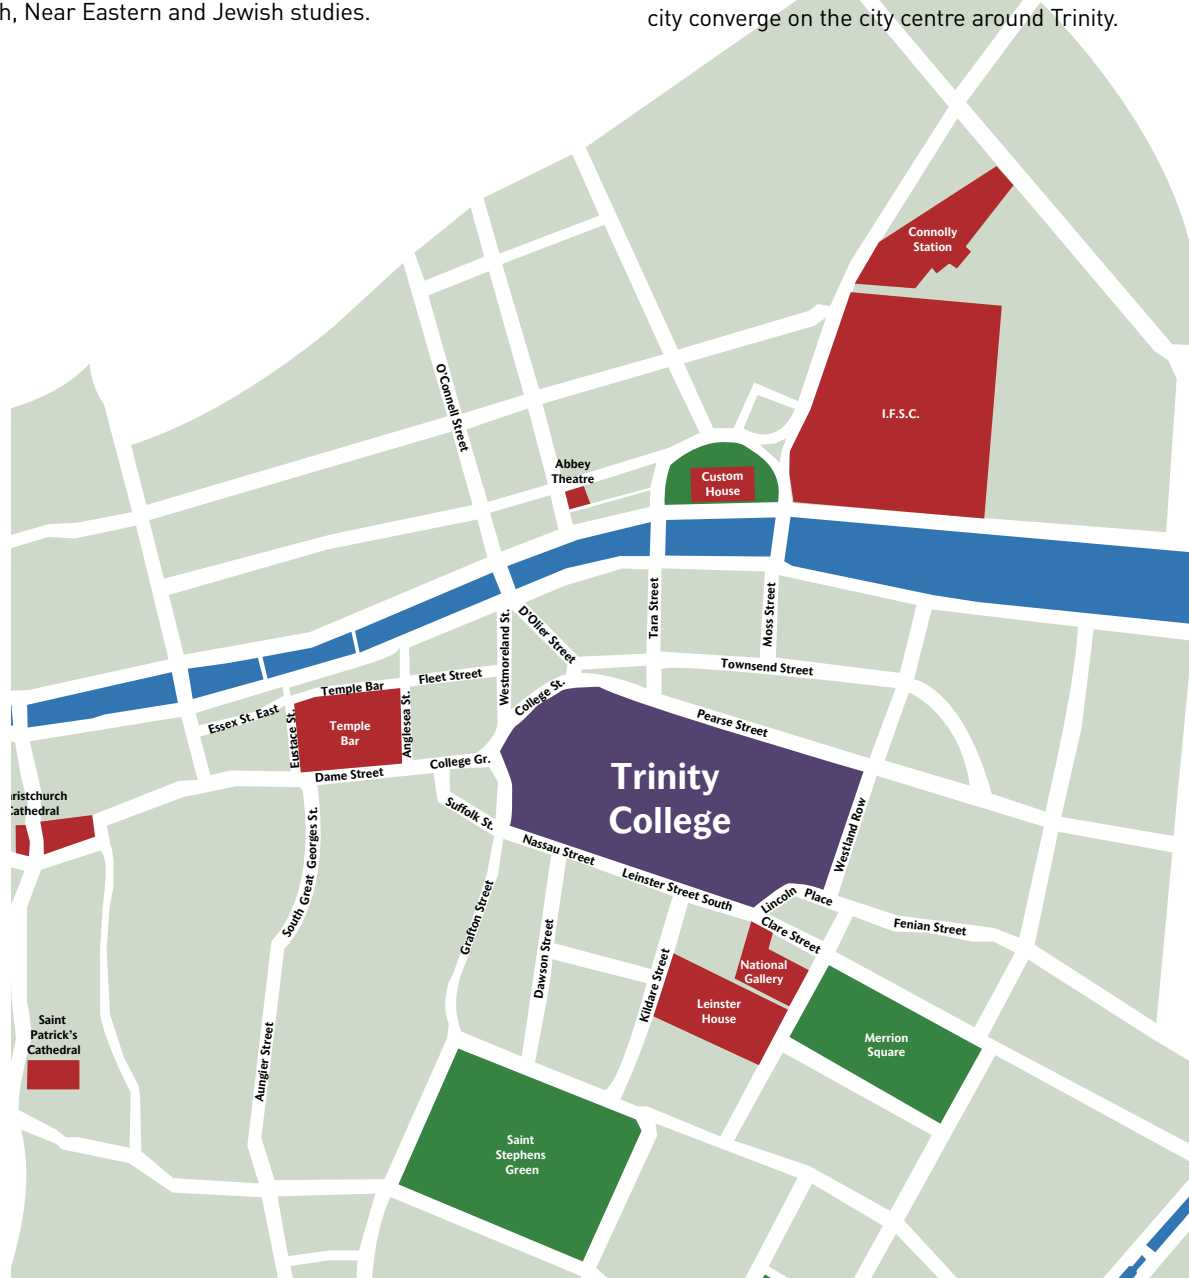 h, Near Eastern and Jewish studies.
city converge on the city centre around Trinity.
Connolly
Station
O'Connell Street
I.F.S.C.
Abbey
Theatre
Custom
House
Tara Street
Moss Street
D'Olier Street
Westmoreland St.
Townsend Street
Fleet Street
Temple Bar
College St.
Essex St. East
Eustace St.
Temple
Bar
Anglesea St.
Pearse Street
College Gr.
Dame Street
Trinity
College
hristchurch
Cathedral
Suffolk St.
South Great Georges St.
Nassau Street
Westland Row
Leinster Street South
Lincoln Place
Grafton Street
Dawson Street
Clare Street
Fenian Street
Kildare Street
National
Gallery
Leinster
House
Saint
Patrick's
Cathedral
Aungier Street
Merrion
Square
Saint
Stephens
Green